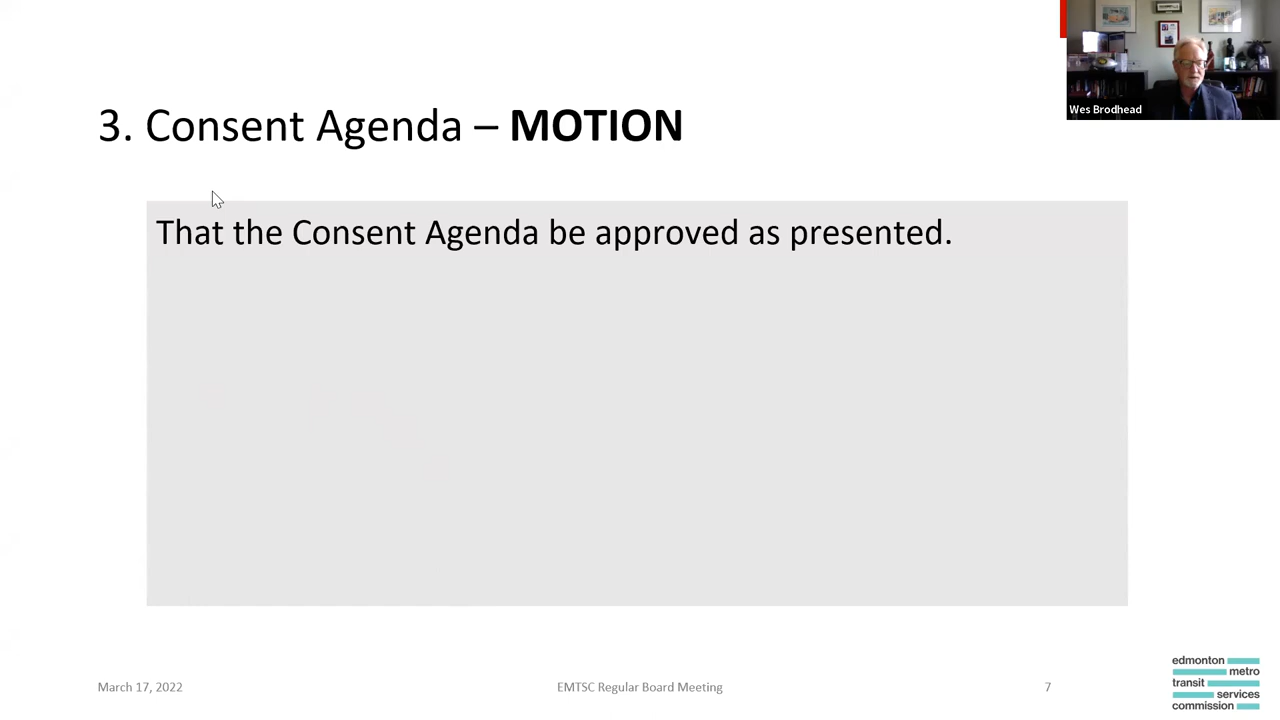 Wes Brodhead
3. Consent Agenda – MOTION
That the Consent Agenda be approved as presented.
March 17, 2022
EMTSC Regular Board Meeting
7
edmonton
metro
transit
services
commission